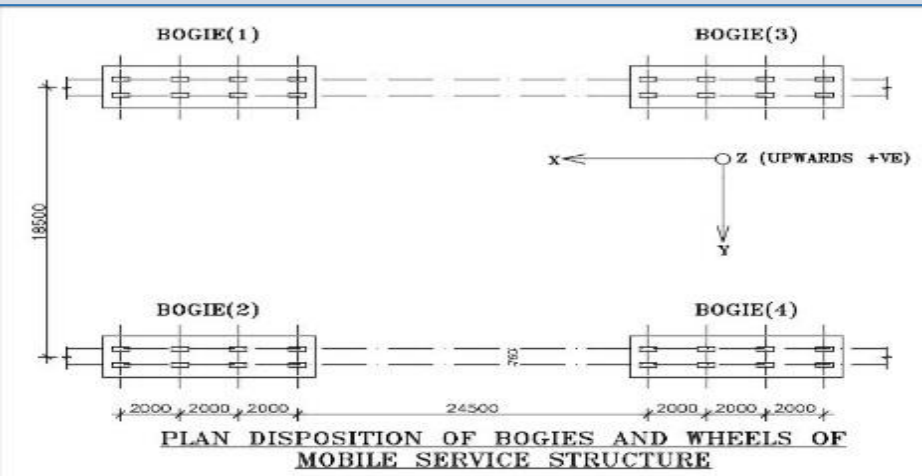 BOGIE(1) BOGIE(3)
X Z (UPWARDS +VE)
18500
Y
BOGIE(2) BOGIE(4)
2000 2000 2000 24500 2000 2000 2000
PLAN DISPOSITION OF BOGIES AND WHEELS OF
MOBILE SERVICE STRUCTURE